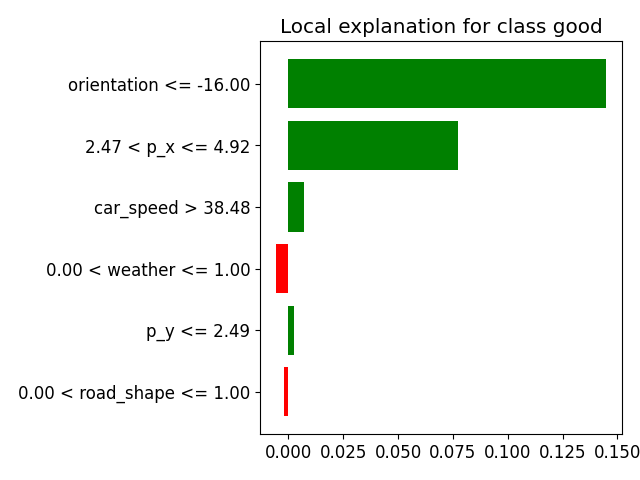 Local explanation for class good
orientation <= -16.00
2.47 < p_x <= 4.92
car_speed > 38.48
0.00 < weather <= 1.00
p_y <= 2.49
0.00 < road_shape <= 1.00
0.000 0.025 0.050 0.075 0.100 0.125 0.150